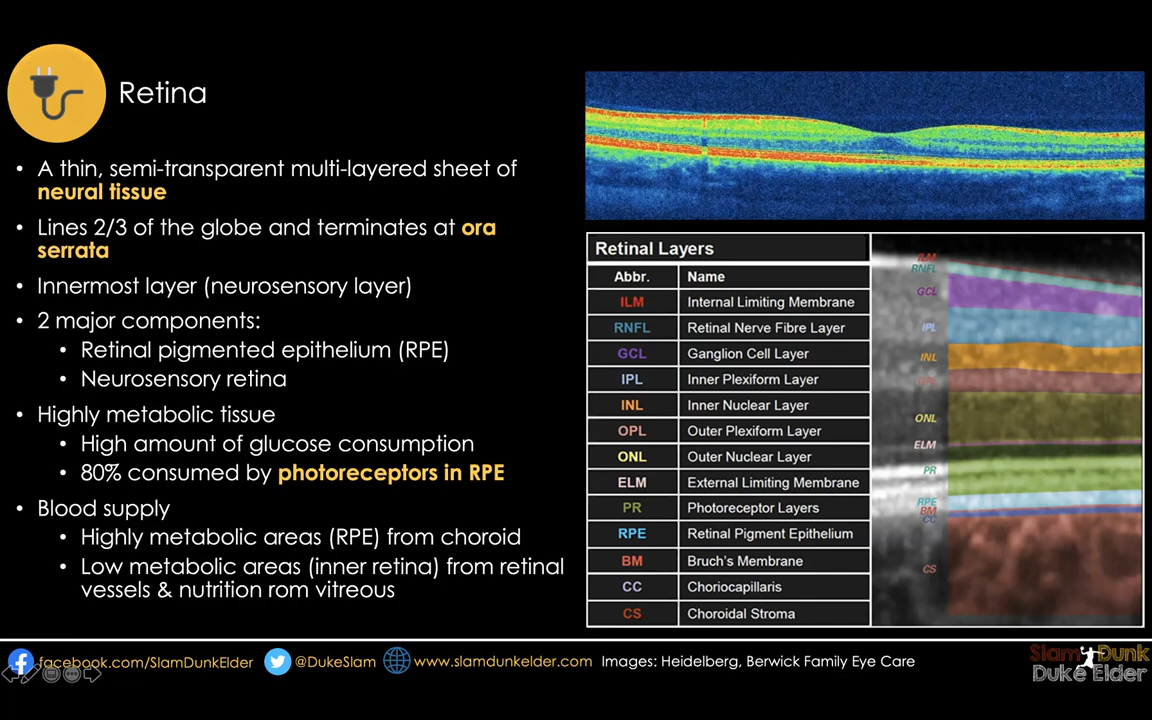 Retina
• A thin, semi-transparent multi-layered sheet of
neural tissue
• Lines 2/3 of the globe and terminates at ora
serrata
• Innermost layer (neurosensory layer)
• 2 major components:
• Retinal pigmented epithelium (RPE)
• Neurosensory retina
• Highly metabolic tissue
• High amount of glucose consumption
• 80% consumed by photoreceptors in RPE
• Blood supply
• Highly metabolic areas (RPE) from choroid
• Low metabolic areas (inner retina) from retinal
vessels & nutrition rom vitreous
Retinal Layers
Abbr. Name
ILM Internal Limiting Membrane
RNFL Retinal Nerve Fibre Layer
GCL Ganglion Cell Layer
IPL Inner Plexiform Layer
INL Inner Nuclear Layer
OPL Outer Plexiform Layer
ONL Outer Nuclear Layer
ELM External Limiting Membrane
PR Photoreceptor Layers
RPE Retinal Pigment Epithelium
BM Bruch's Membrane
CC Choriocapillaris
CS Choroidal Stroma
ILM
RNFL
GCL
IPL
INL
OPL
ONL
ELM
PR
RPE
BM
CC
CS
facebook.com/SlamDunkElder @DukeSlam www.slamdunkelder.com Images: Heidelberg, Berwick Family Eye Care
Slam Dunk
Duke Elder